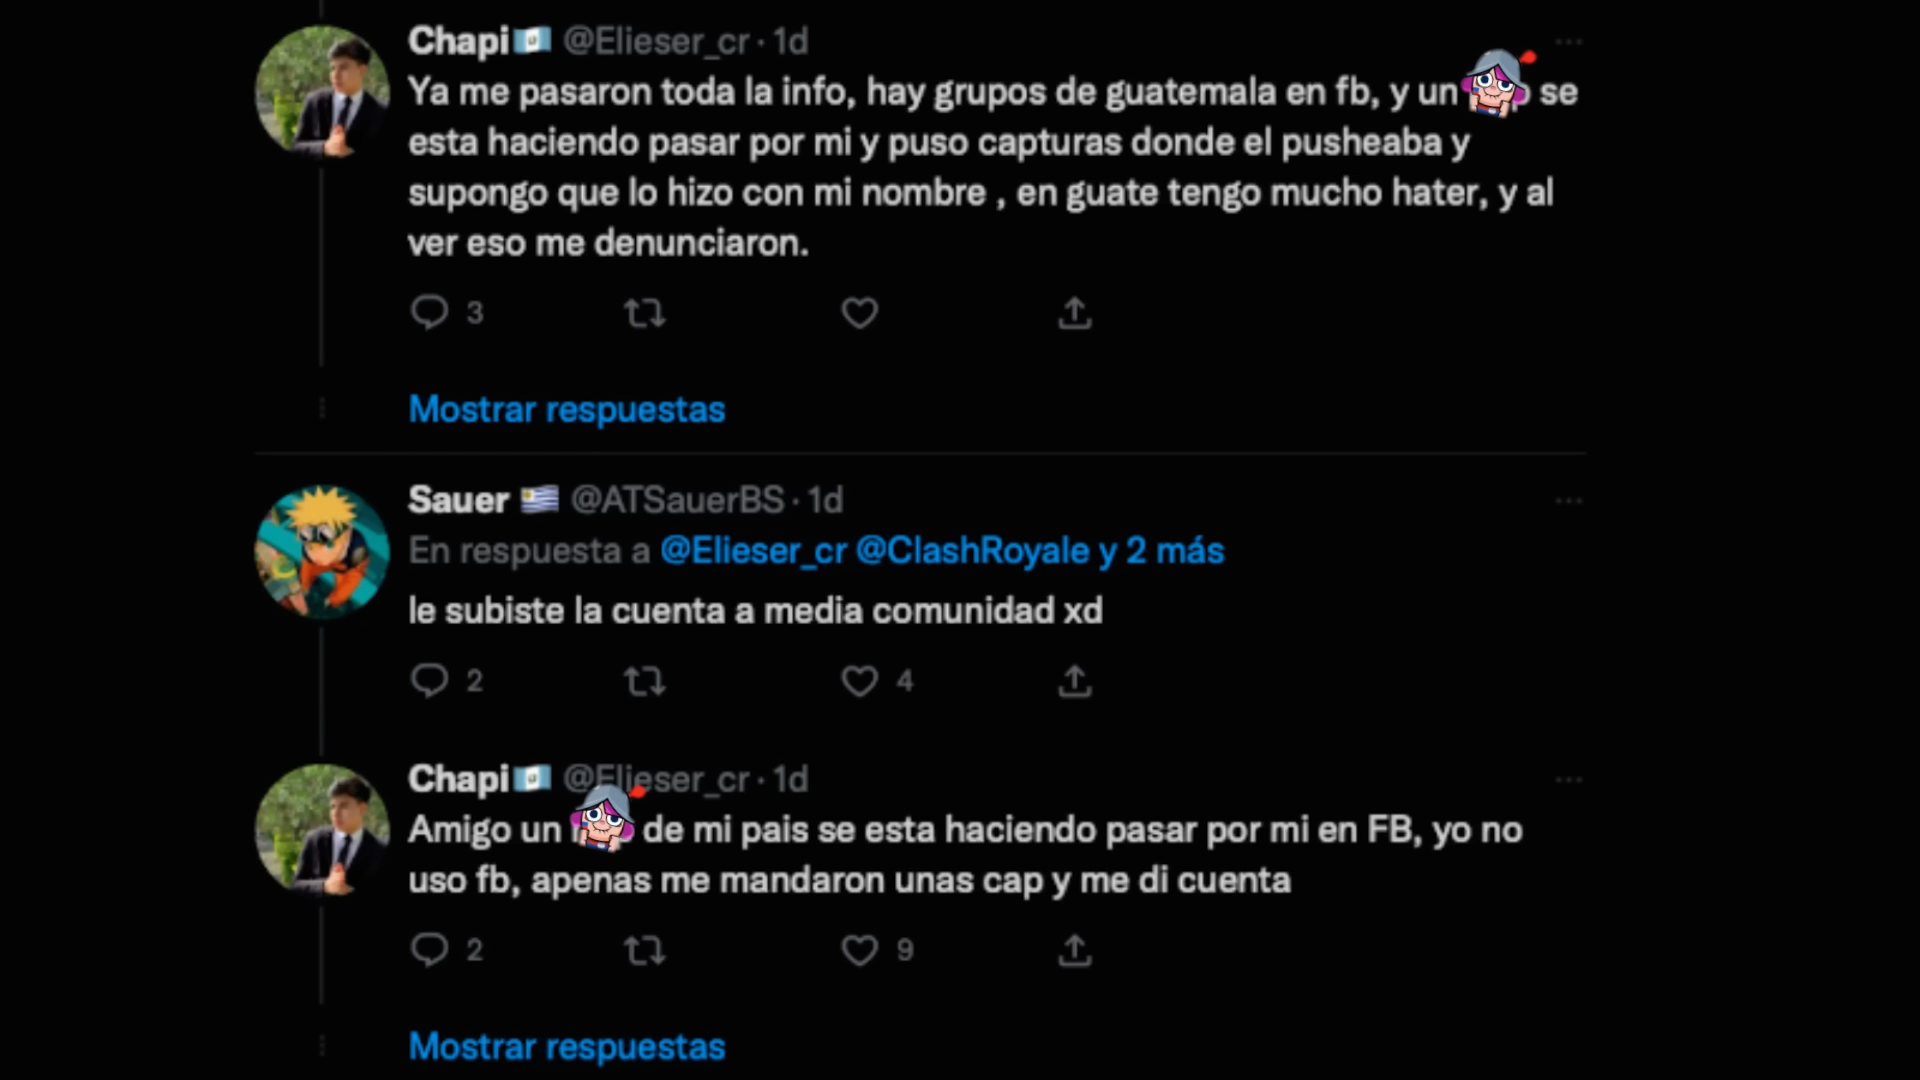 Chapi @Elieser_cr · 1d
Ya me pasaron toda la info, hay grupos de guatemala en fb, y un se
esta haciendo pasar por mi y puso capturas donde el pusheaba y
supongo que lo hizo con mi nombre , en guate tengo mucho hater, y al
ver eso me denunciaron.
3
Mostrar respuestas
Sauer @ATSauerBS · 1d
En respuesta a @Elieser_cr @ClashRoyale y 2 más
le subiste la cuenta a media comunidad xd
2 4
Chapi @Elieser_cr · 1d
Amigo un de mi pais se esta haciendo pasar por mi en FB, yo no
uso fb, apenas me mandaron unas cap y me di cuenta
2 9
Mostrar respuestas